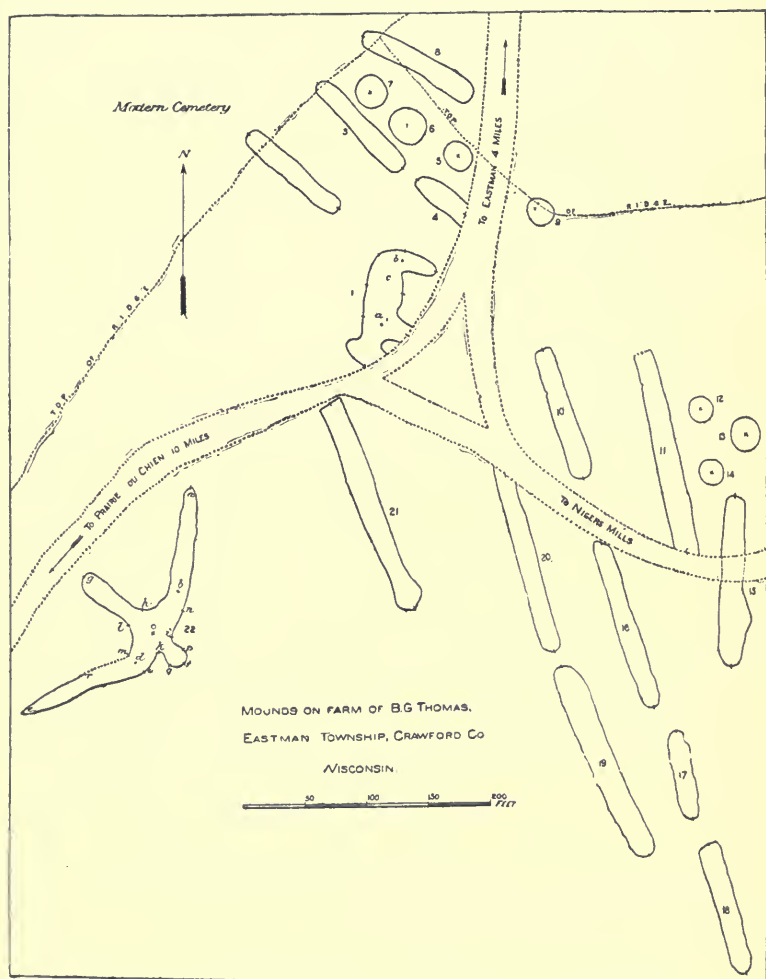 Modern Cemetery
N
TOP OF RIDGE
TOP OF RIDGE
8
7
3
6
5
4
9
TO EASTMAN 4 MILES
b
c
1
a
10
11
12
13
14
TO PRAIRIE DU CHIEN 10 MILES
TO NIGERS MILLS
21
20
16
15
g
h
b
n
l
o
22
m
d
k
p
19
17
18
MOUNDS ON FARM OF B.G THOMAS,
EASTMAN TOWNSHIP, CRAWFORD CO
WISCONSIN.
50 100 150 200
FEET